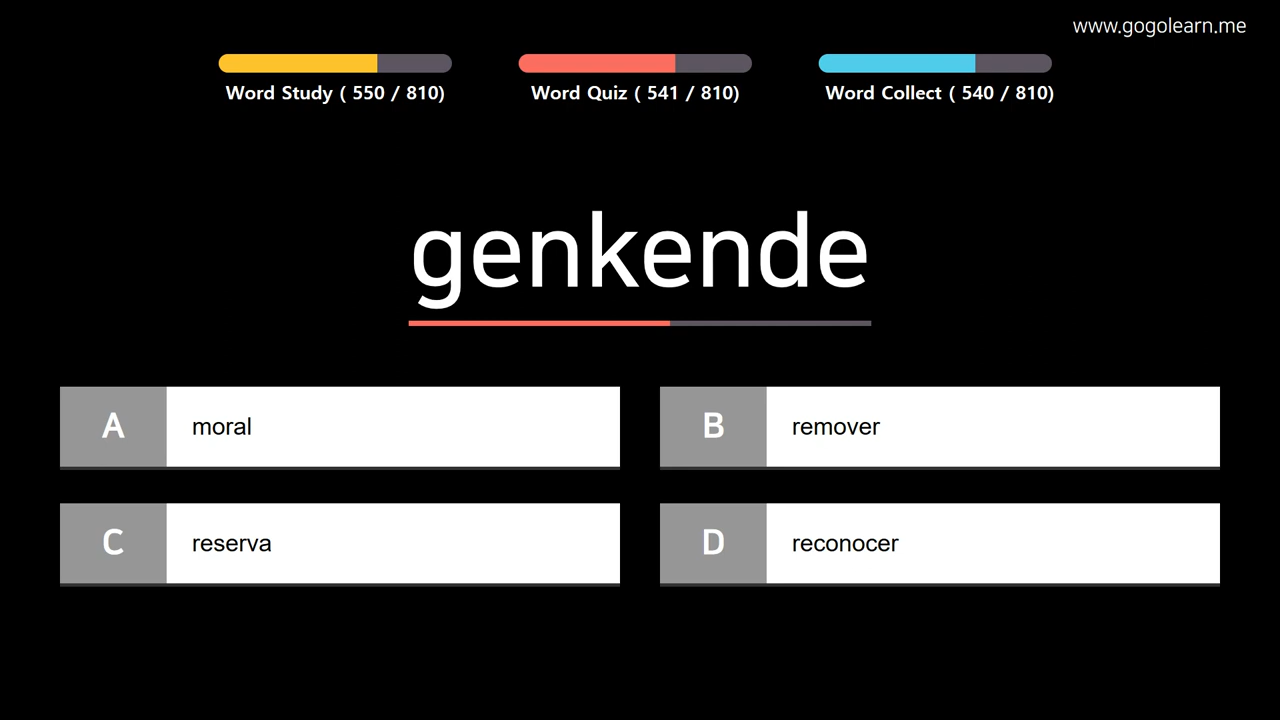 www.gogolearn.me
Word Study ( 550 / 810)
Word Quiz ( 541 / 810)
Word Collect ( 540 / 810)
genkende
A
moral
B
remover
C
reserva
D
reconocer